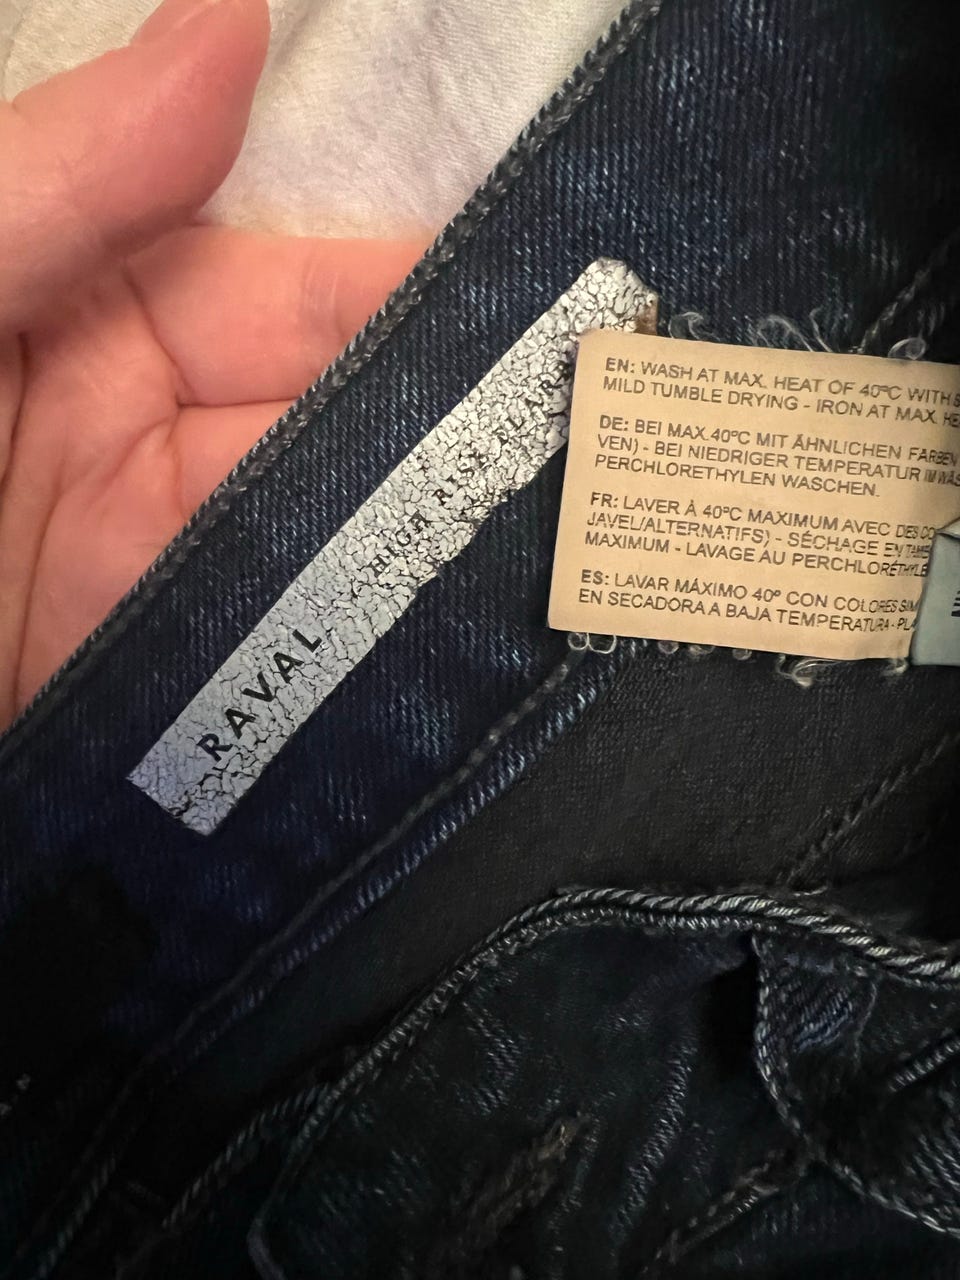 RAVAL
HIGH RISE FLARE
EN: WASH AT MAX. HEAT OF 40ºC WITH
MILD TUMBLE DRYING - IRON AT MAX.
DE: BEI MAX.40ºC MIT ÄHNLICHEN FARBEN
VEN) - BEI NIEDRIGER TEMPERATUR IM
PERCHLORETHYLEN WASCHEN.
FR: LAVER À 40ºC MAXIMUM AVEC DES
JAVEL/ALTERNATIFS) - SÉCHAGE EN
MAXIMUM - LAVAGE AU
ES: LAVAR MÁXIMO 40º CON COLORES
EN SECADORA A BAJA TEMPERATURA -